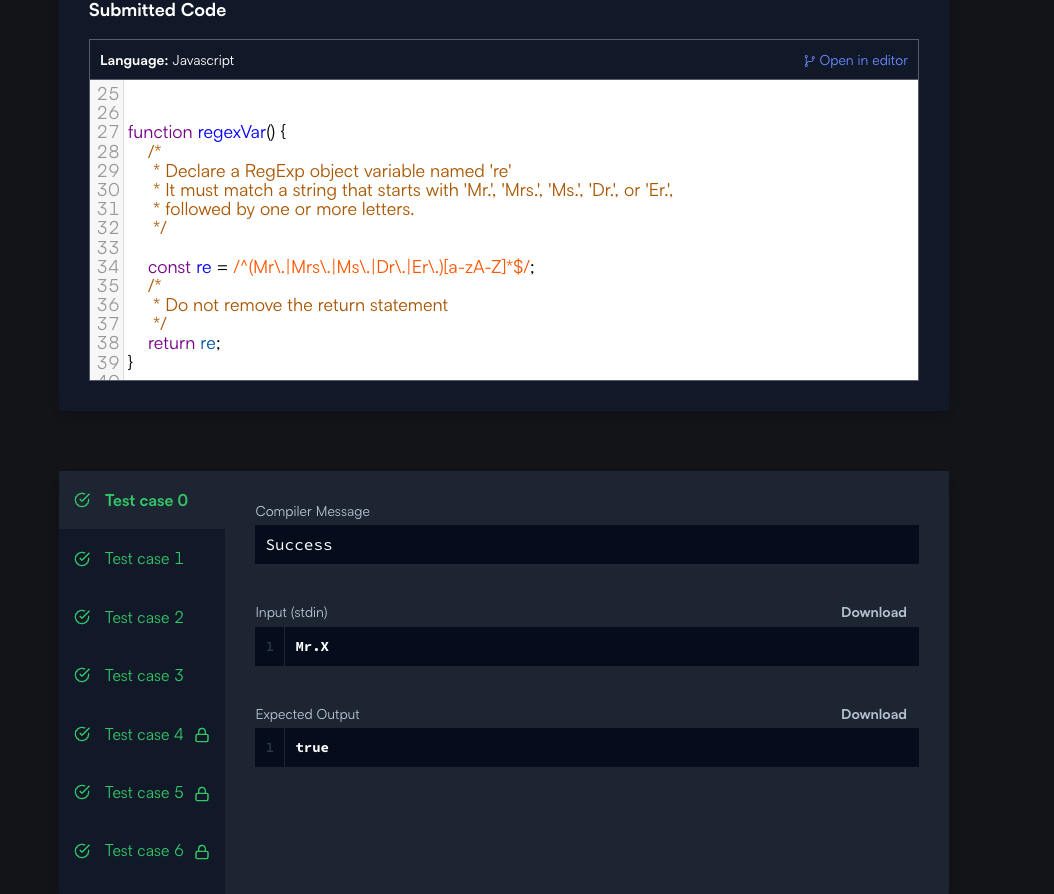 Submitted Code
Language: Javascript
Open in editor
25
26
27 function regexVar() {
28 /*
29 * Declare a RegExp object variable named 're'
30 * It must match a string that starts with 'Mr.', 'Mrs.', 'Ms.', 'Dr.', or 'Er.',
31 * followed by one or more letters.
32 */
33
34 const re = /^(Mr\.|Mrs\.|Ms\.|Dr\.|Er\.)[a-zA-Z]*$/;
35 /*
36 * Do not remove the return statement
37 */
38 return re;
39 }
40
Test case 0
Test case 1
Test case 2
Test case 3
Test case 4
Test case 5
Test case 6
Compiler Message
Success
Input (stdin)
Download
1 Mr.X
Expected Output
Download
1 true